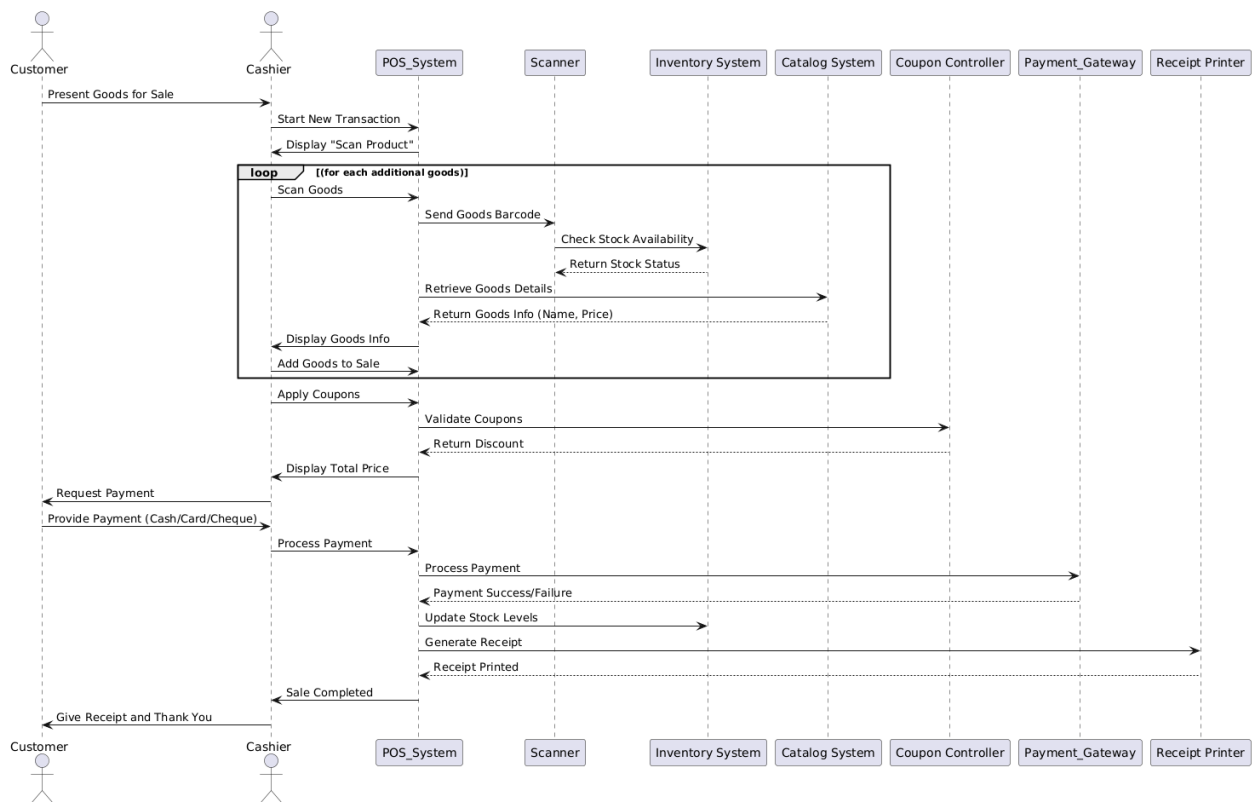 Customer
Cashier
POS_System
Scanner
Inventory System
Catalog System
Coupon Controller
Payment_Gateway
Receipt Printer
Present Goods for Sale
Start New Transaction
Display "Scan Product"
loop [(for each additional goods)]
Scan Goods
Send Goods Barcode
Check Stock Availability
Return Stock Status
Retrieve Goods Details
Return Goods Info (Name, Price)
Display Goods Info
Add Goods to Sale
Apply Coupons
Validate Coupons
Return Discount
Display Total Price
Request Payment
Provide Payment (Cash/Card/Cheque)
Process Payment
Process Payment
Payment Success/Failure
Update Stock Levels
Generate Receipt
Receipt Printed
Sale Completed
Give Receipt and Thank You
Customer
Cashier
POS_System
Scanner
Inventory System
Catalog System
Coupon Controller
Payment_Gateway
Receipt Printer